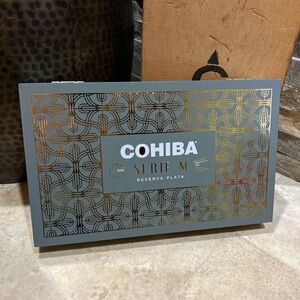 COHIBA
SERIE M
RESERVA PLATA